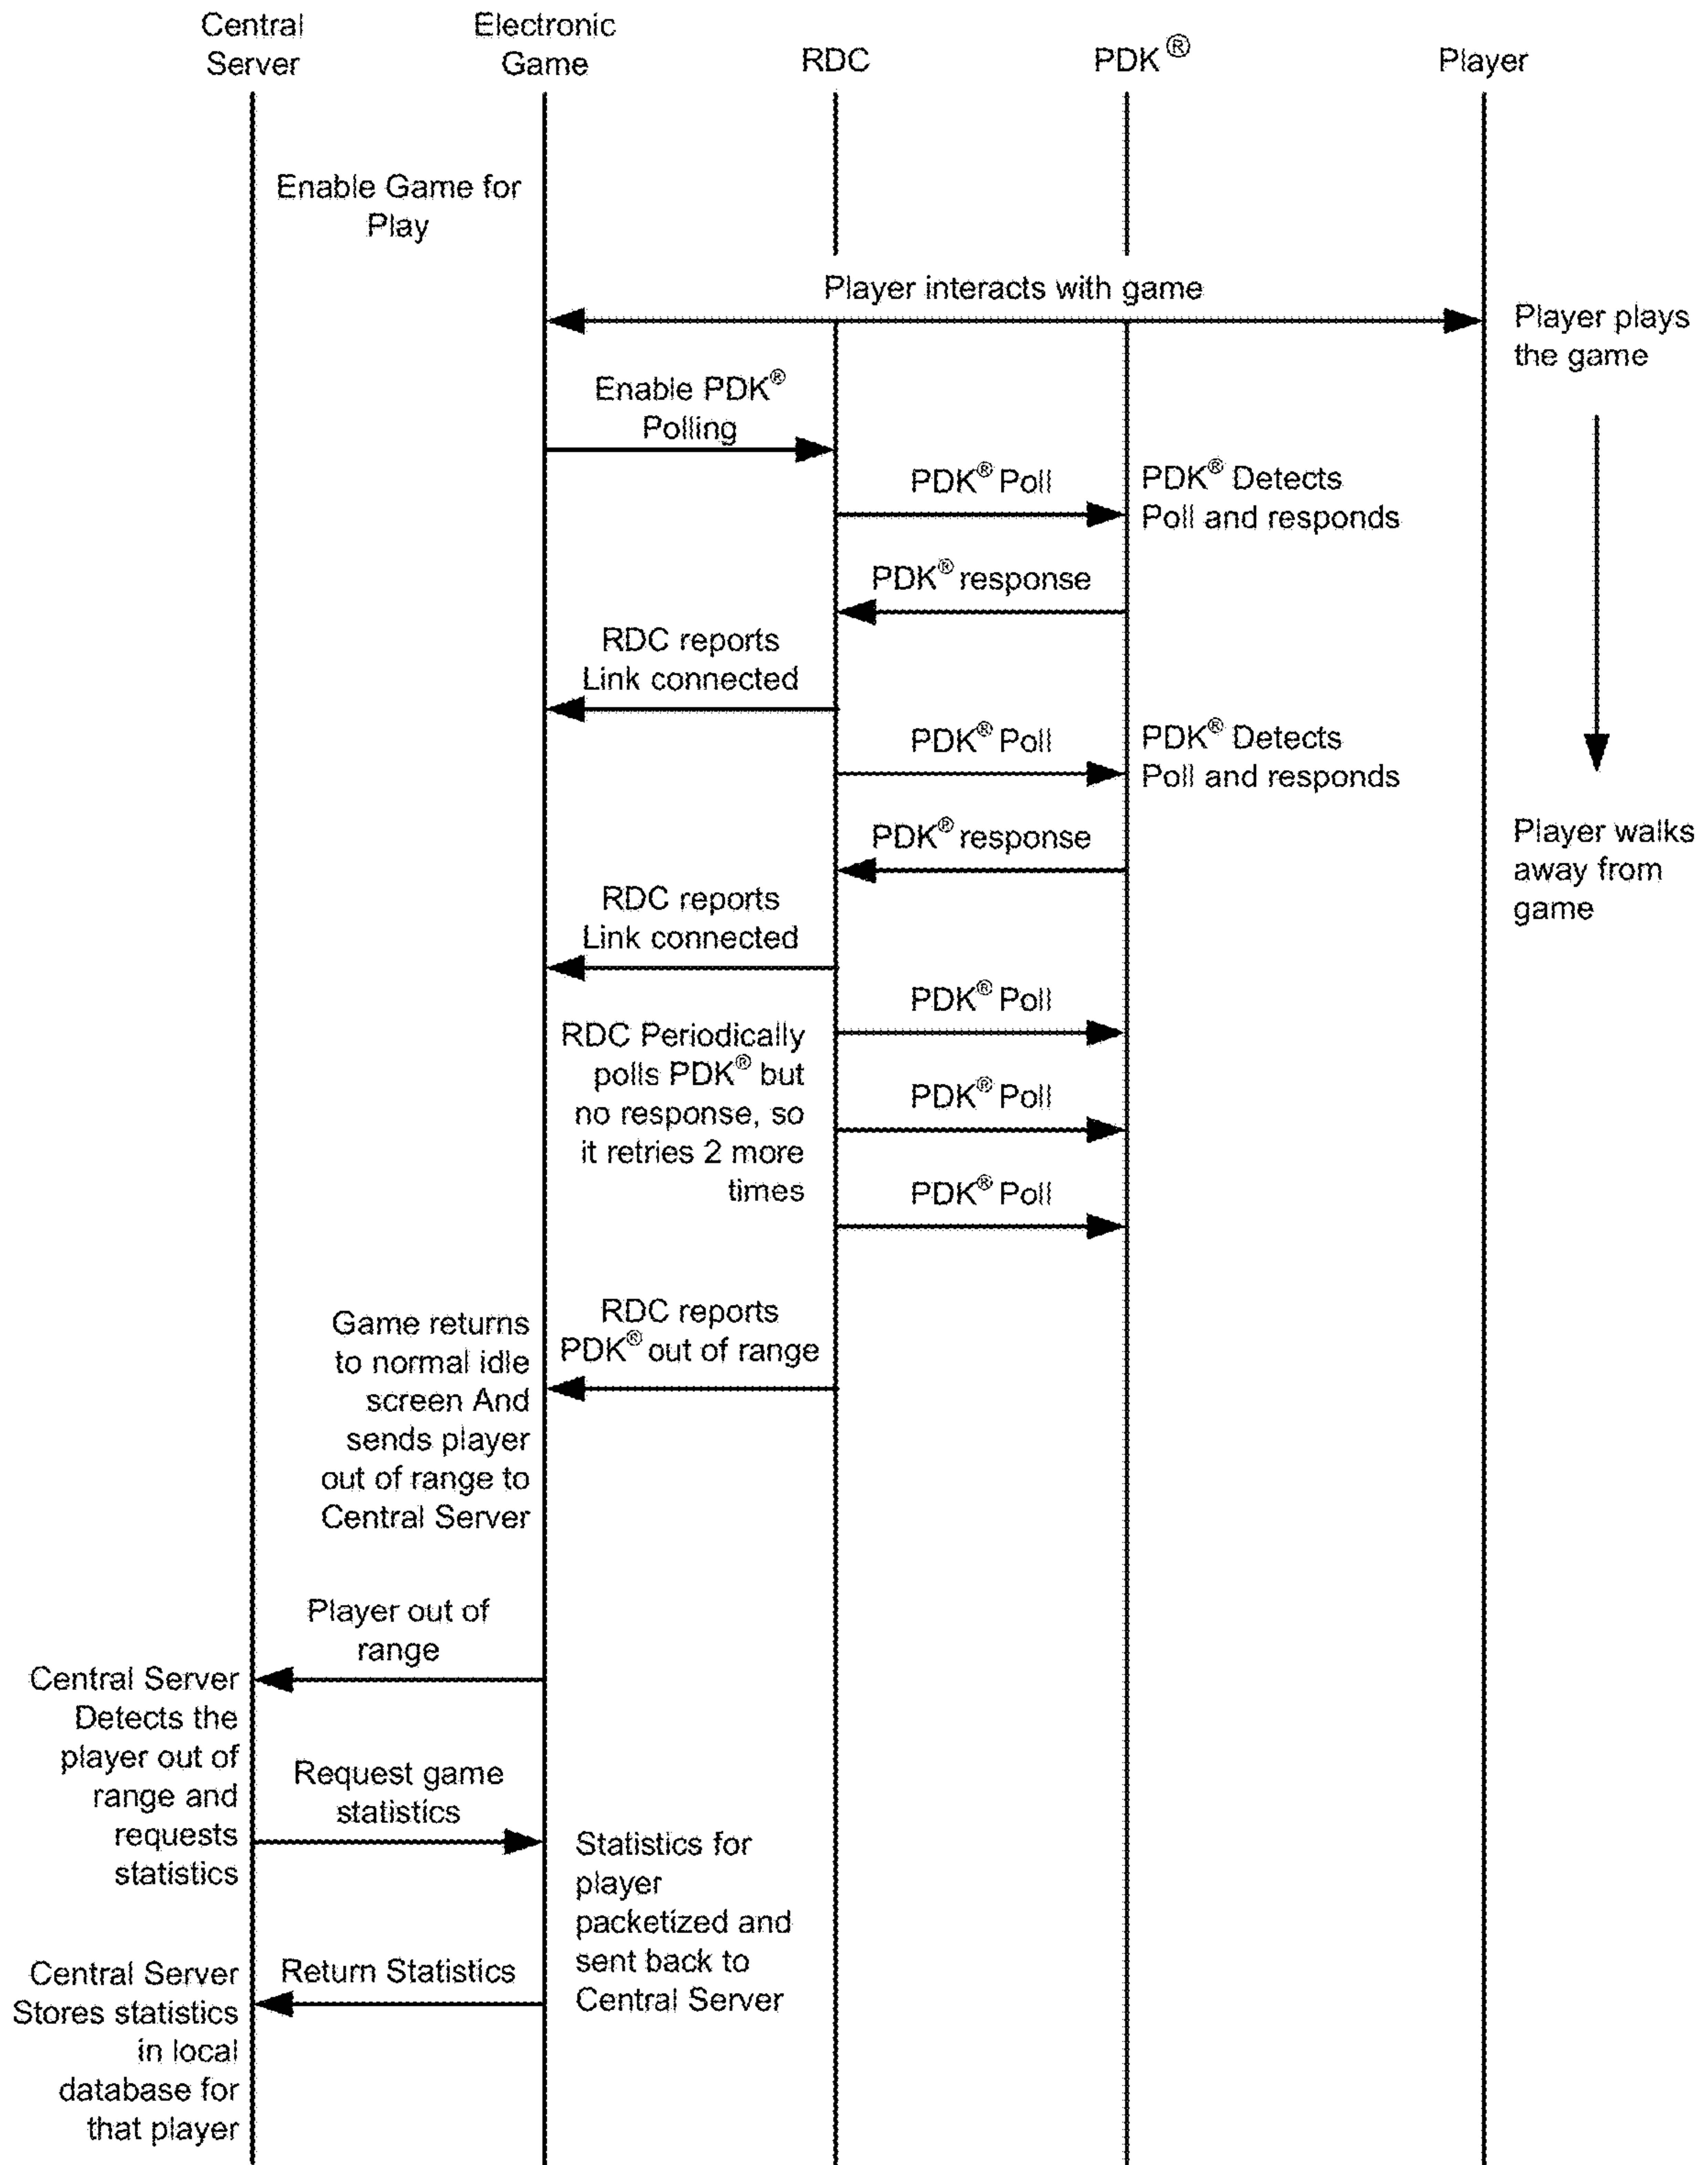 Central
Server
Electronic
Game
RDC
PDK®
Player
Enable Game for
Play
Player interacts with game
Player plays
the game
Enable PDK®
Polling
PDK® Poll
PDK® Detects
Poll and responds
PDK® response
RDC reports
Link connected
PDK® Poll
PDK® Detects
Poll and responds
PDK® response
Player walks
away from
game
RDC reports
Link connected
PDK® Poll
RDC Periodically
polls PDK® but
no response, so
it retries 2 more
times
PDK® Poll
PDK® Poll
RDC reports
PDK® out of range
Game returns
to normal idle
screen And
sends player
out of range to
Central Server
Player out of
range
Central Server
Detects the
player out of
range and
requests
statistics
Request game
statistics
Statistics for
player
packetized and
sent back to
Central Server
Return Statistics
Central Server
Stores statistics
in local
database for
that player